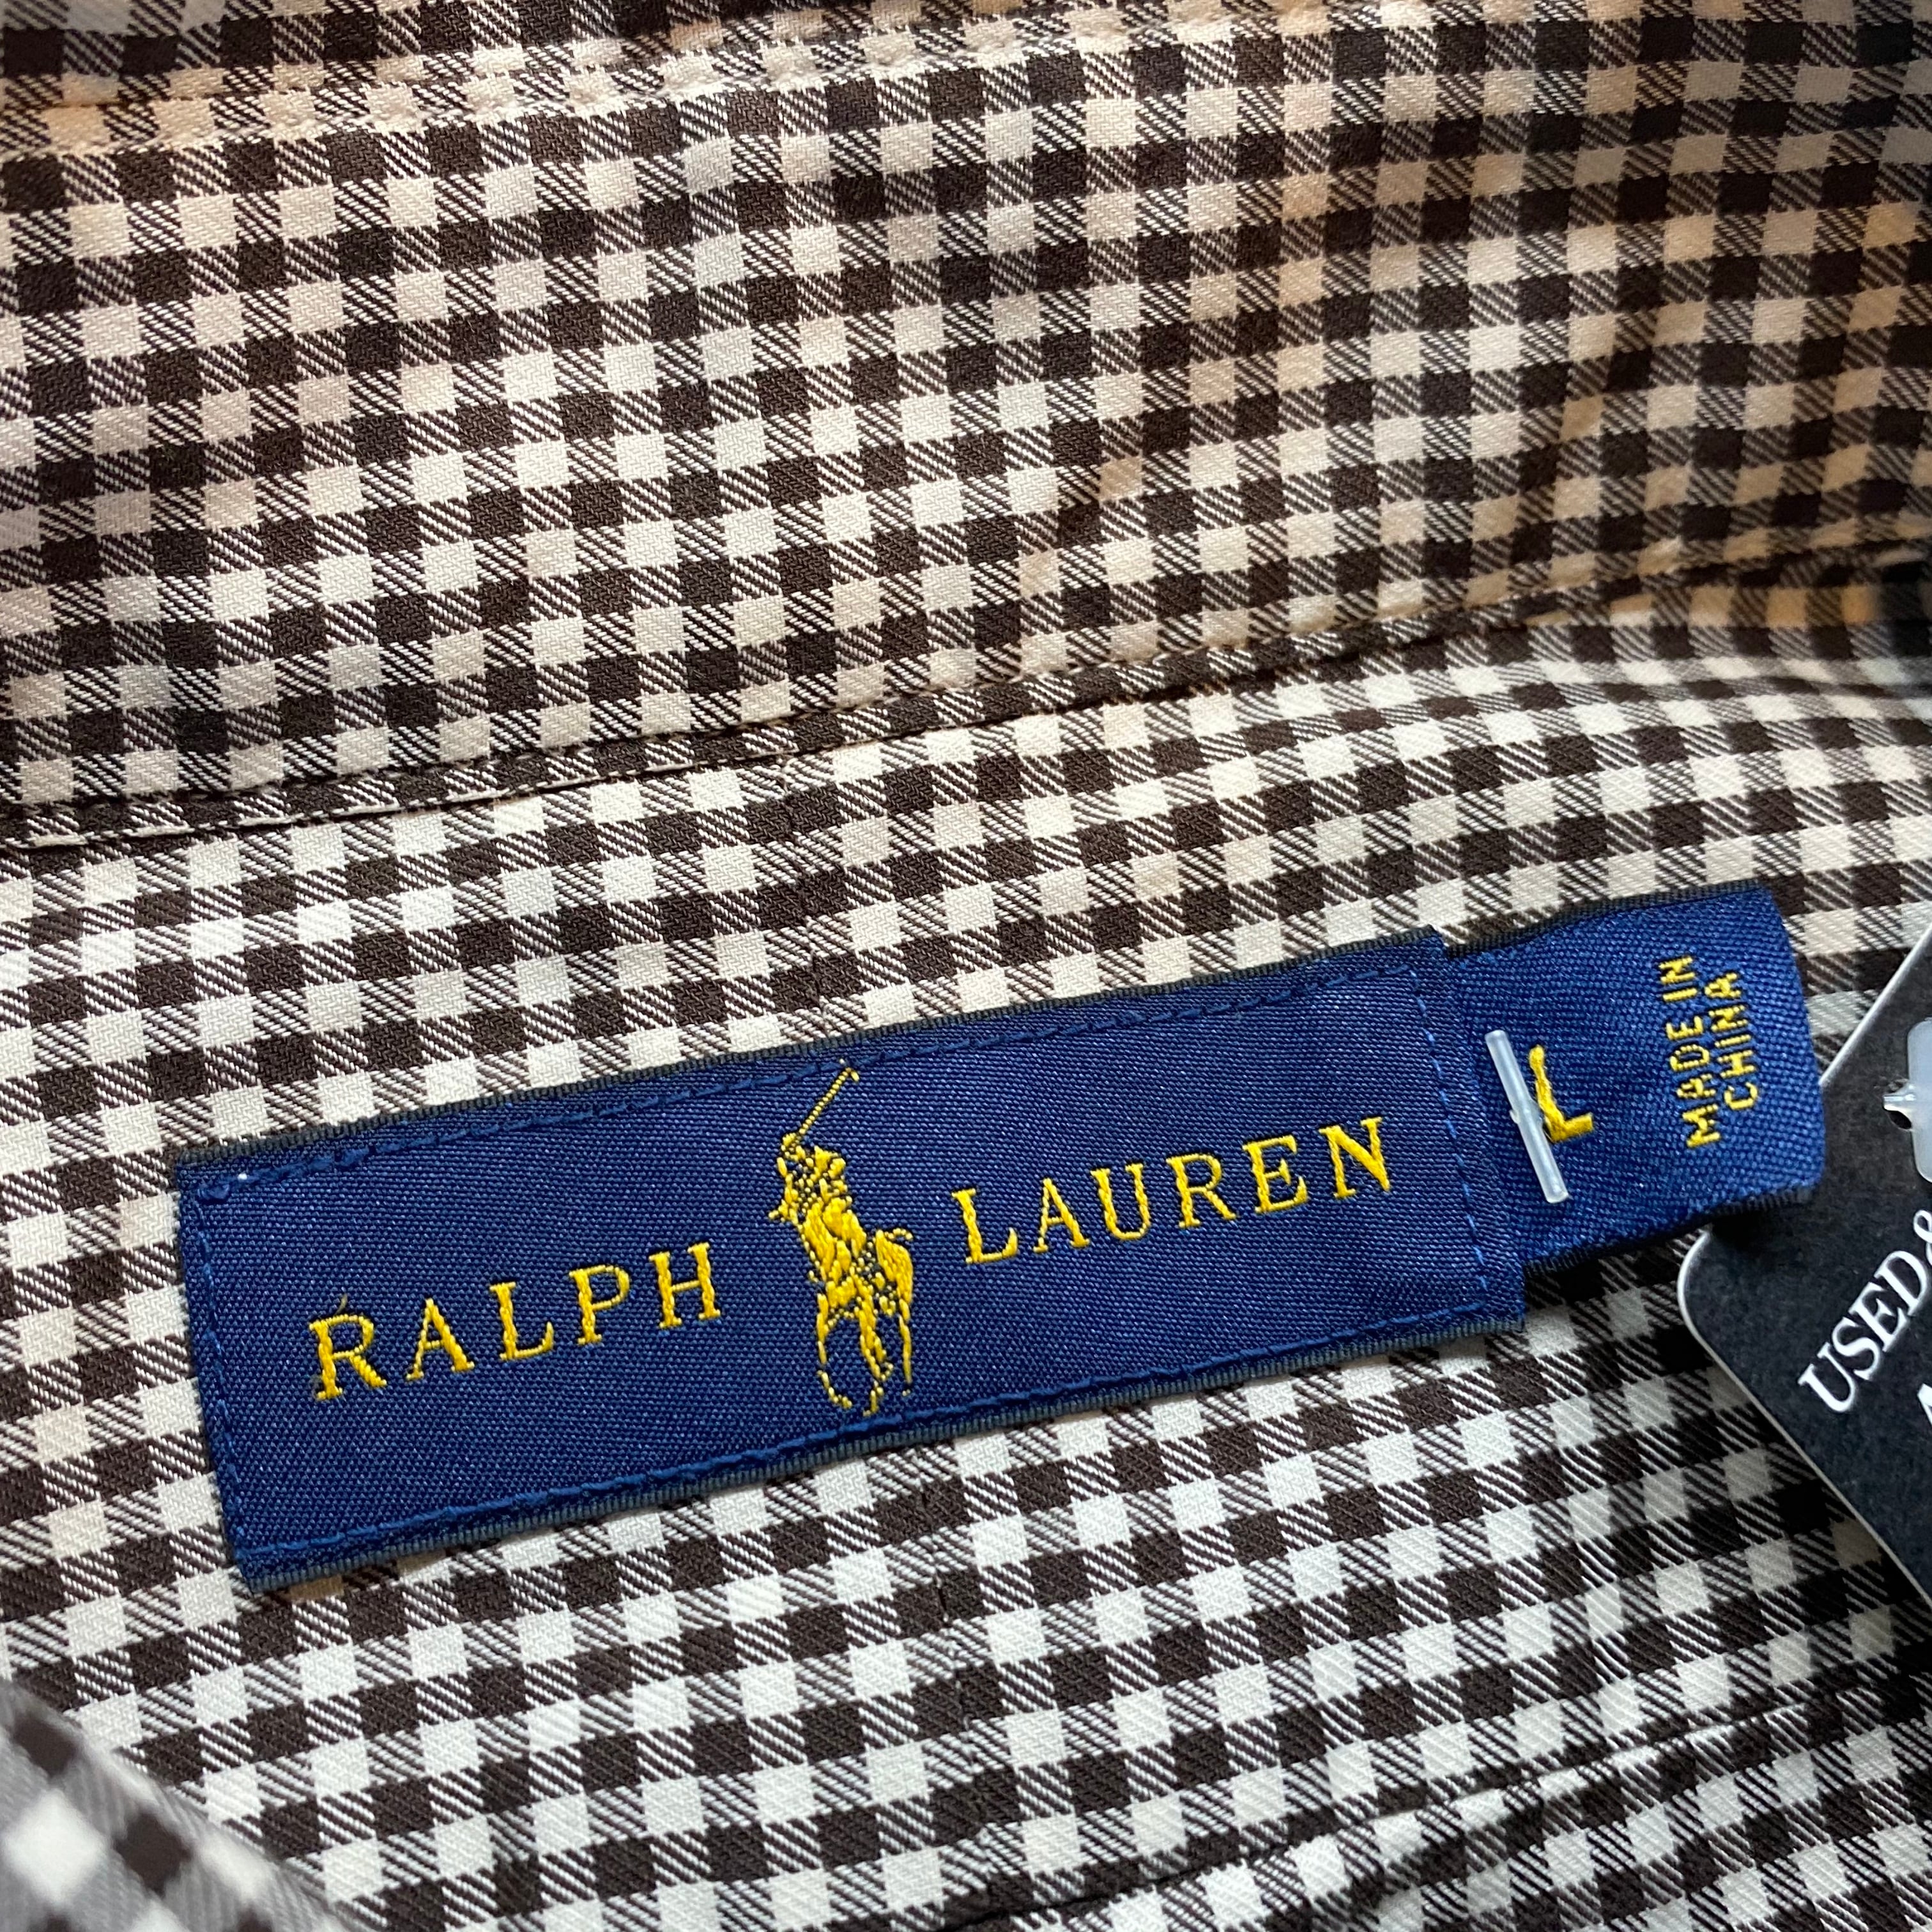 RALPH LAUREN
L
MADE IN
CHINA
USED&